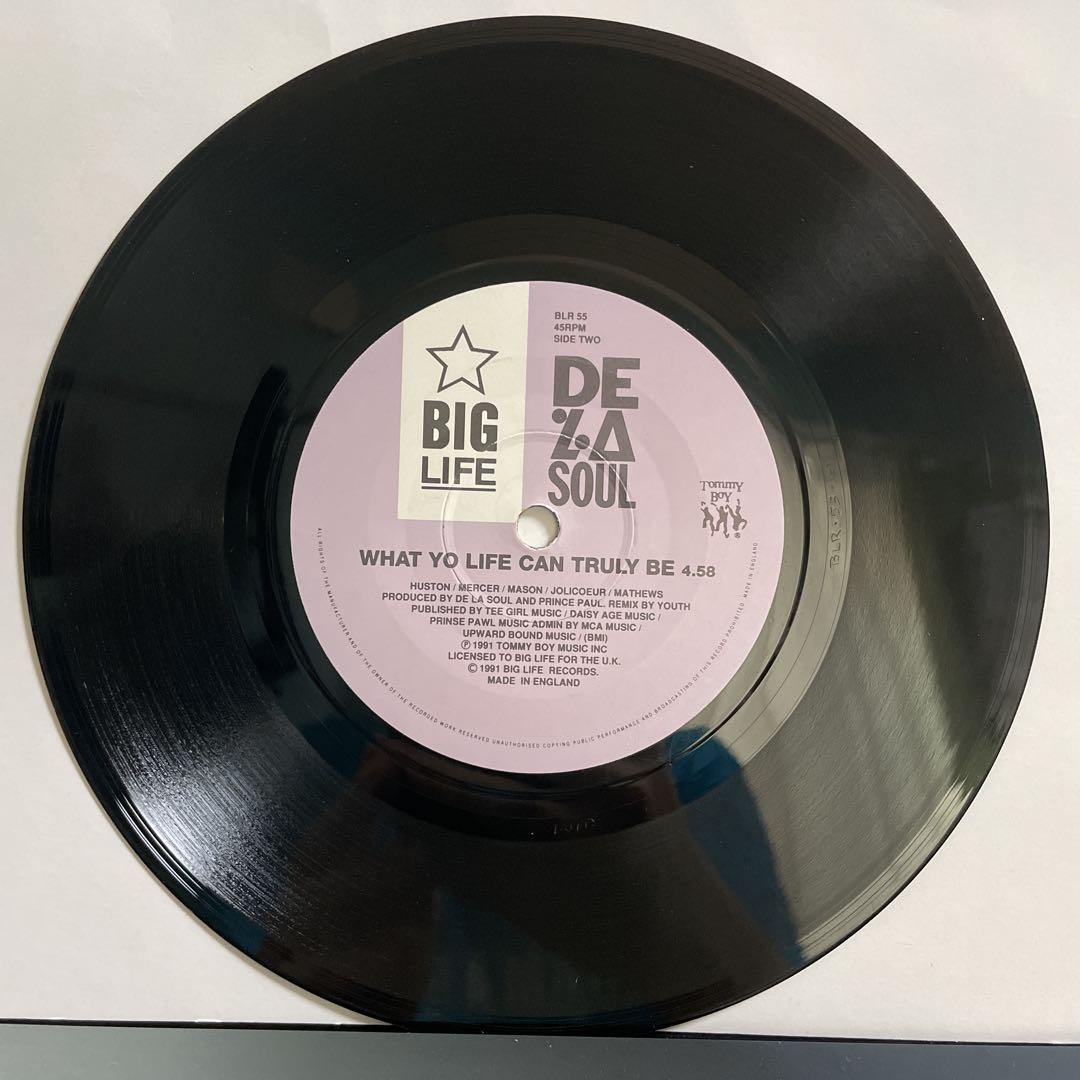 BLR 55
45RPM
SIDE TWO
BIG
LIFE
DE
LA
SOUL
Tommy
Boy
®
WHAT YO LIFE CAN TRULY BE 4.58
HUSTON / MERCER / MASON / JOLICOEUR / MATHEWS
PRODUCED BY DE LA SOUL AND PRINCE PAUL. REMIX BY YOUTH
PUBLISHED BY TEE GIRL MUSIC / DAISY AGE MUSIC /
PRINSE PAWL MUSIC ADMIN BY MCA MUSIC /
UPWARD BOUND MUSIC / (BMI)
℗ 1991 TOMMY BOY MUSIC INC
LICENSED TO BIG LIFE FOR THE U.K.
© 1991 BIG LIFE RECORDS.
MADE IN ENGLAND
ALL RIGHTS OF THE MANUFACTURER AND OF THE OWNER OF THE RECORDED WORK RESERVED UNAUTHORISED COPYING PUBLIC PERFORMANCE AND BROADCASTING OF THIS RECORD PROHIBITED. MADE IN ENGLAND
BLR·55